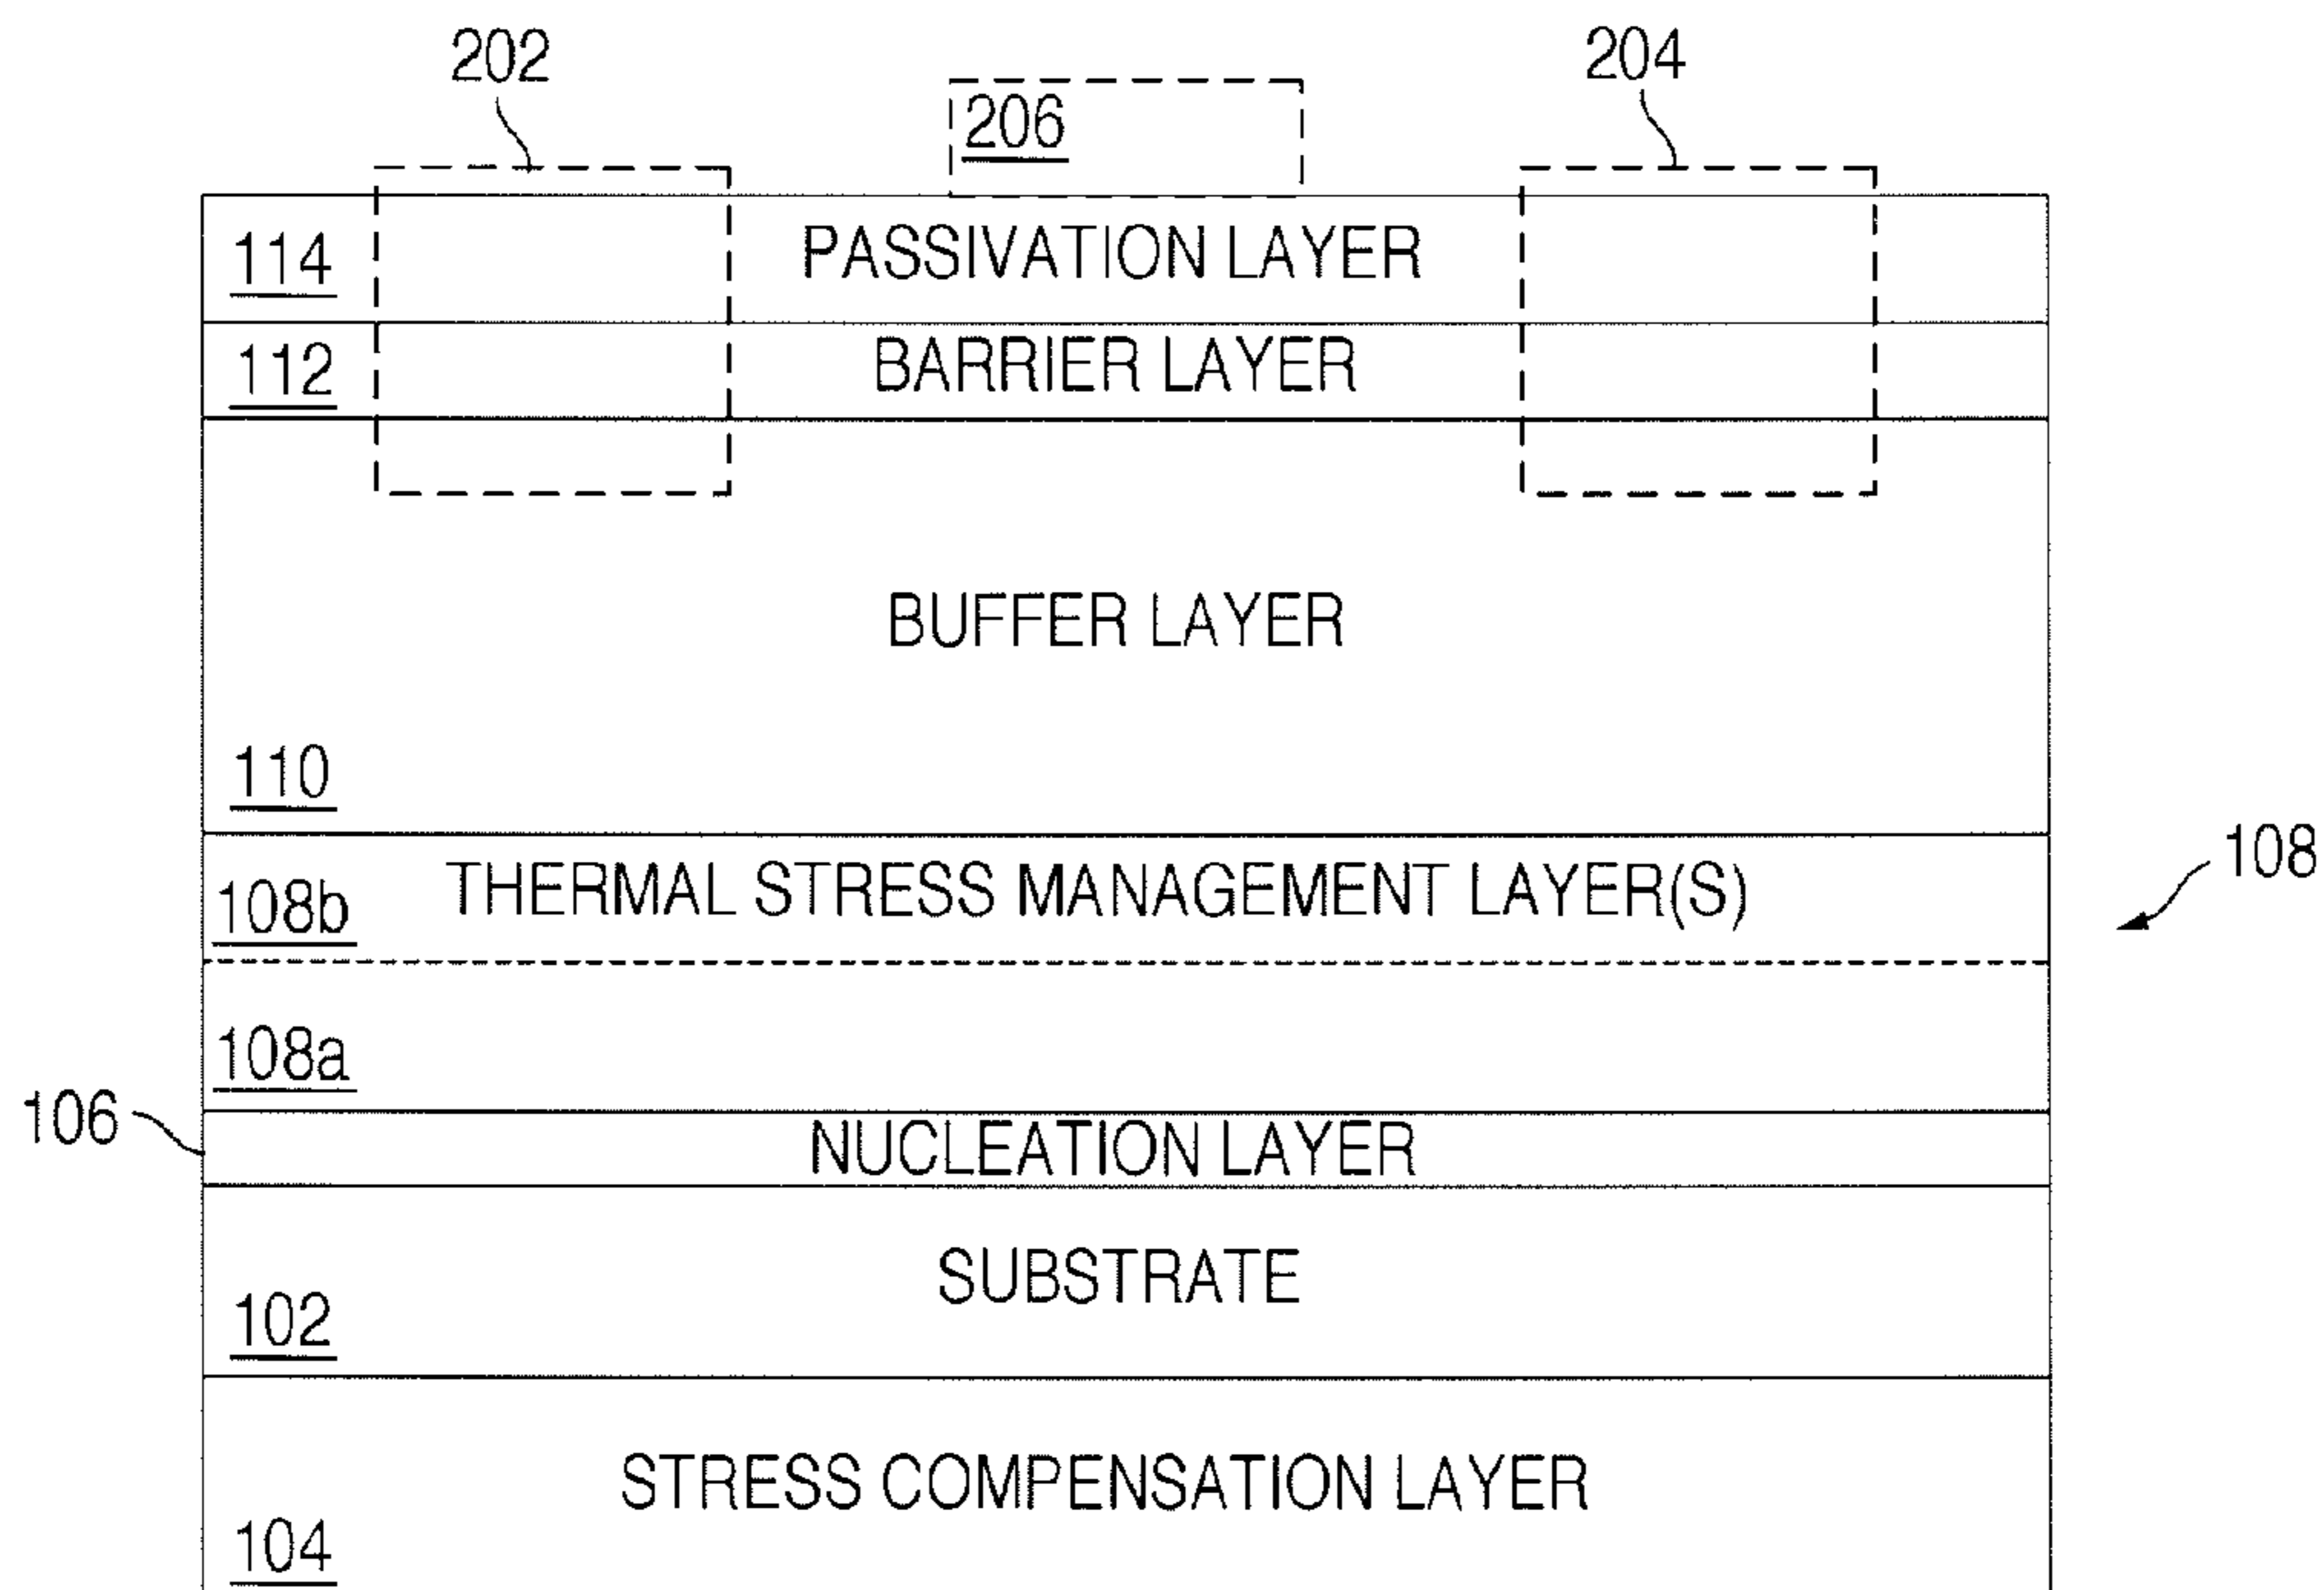 202
204
206
114
PASSIVATION LAYER
112
BARRIER LAYER
BUFFER LAYER
110
108
108b
THERMAL STRESS MANAGEMENT LAYER(S)
108a
106
NUCLEATION LAYER
SUBSTRATE
102
STRESS COMPENSATION LAYER
104